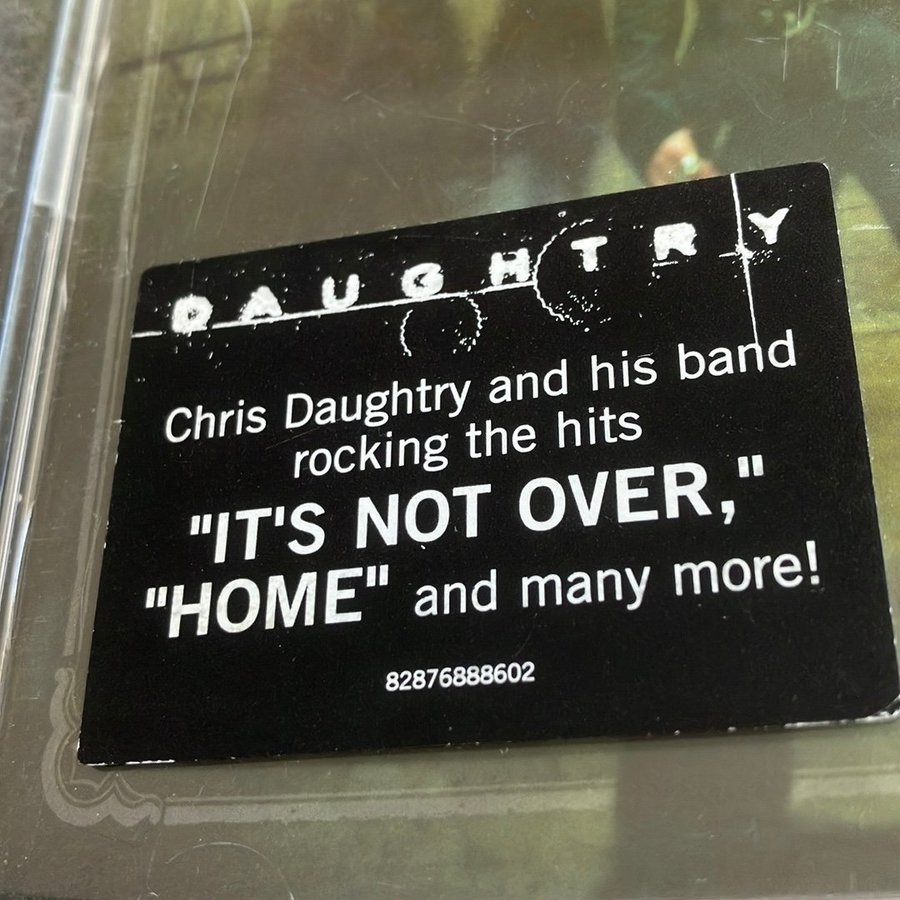 DAUGHTRY
Chris Daughtry and his band
rocking the hits
"IT'S NOT OVER,"
"HOME" and many more!
82876888602